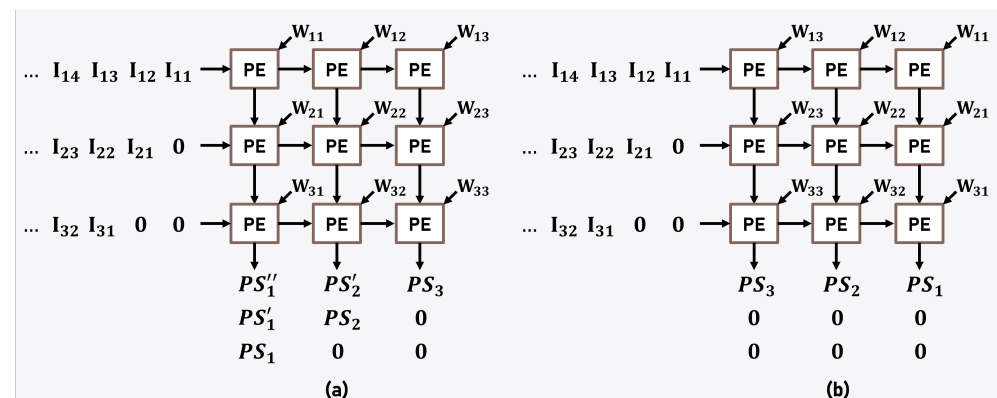 W₁₁ W₁₂ W₁₃ W₁₃ W₁₂ W₁₁
... I₁₄ I₁₃ I₁₂ I₁₁ PE PE PE ... I₁₄ I₁₃ I₁₂ I₁₁ PE PE PE
W₂₁ W₂₂ W₂₃ W₂₃ W₂₂ W₂₁
... I₂₃ I₂₂ I₂₁ 0 PE PE PE ... I₂₃ I₂₂ I₂₁ 0 PE PE PE
W₃₁ W₃₂ W₃₃ W₃₃ W₃₂ W₃₁
... I₃₂ I₃₁ 0 0 PE PE PE ... I₃₂ I₃₁ 0 0 PE PE PE
PS₁′′ PS₂′ PS₃ PS₃ PS₂ PS₁
PS₁′ PS₂ 0 0 0 0
PS₁ 0 0 0 0 0
(a) (b)